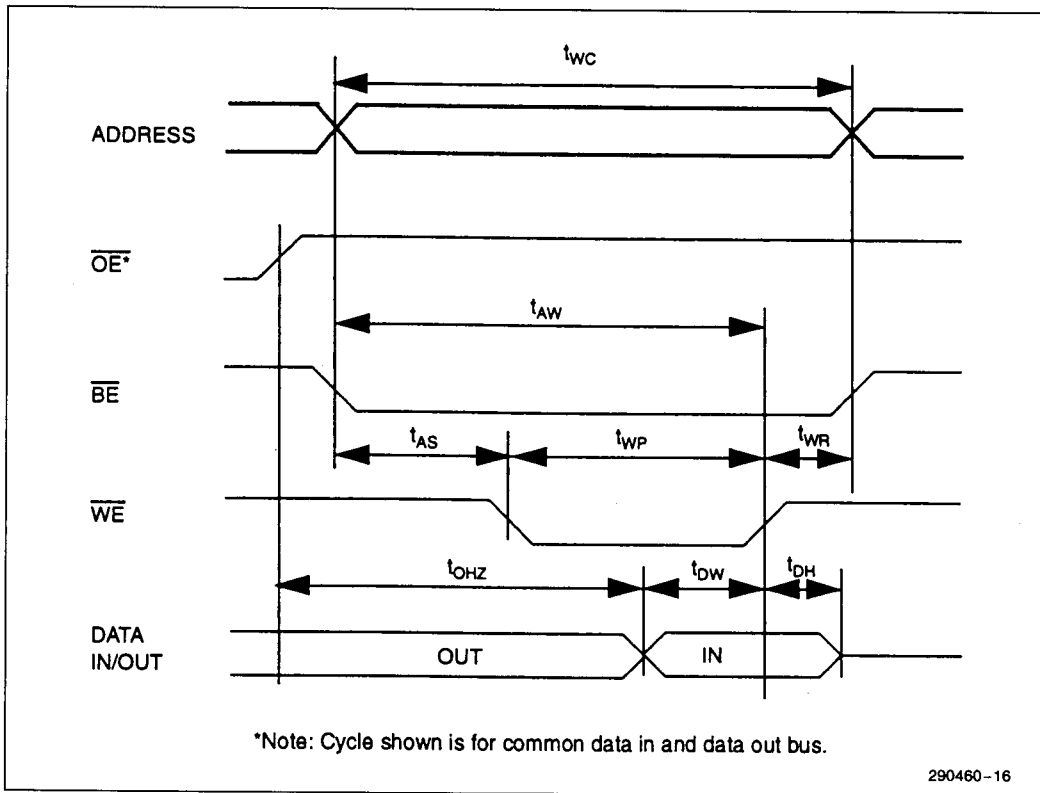 tWC
ADDRESS
OE*
tAW
BE
tAS
tWP
tWR
WE
tOHZ
tDW
tDH
DATA
IN/OUT
OUT
IN
*Note: Cycle shown is for common data in and data out bus.
290460-16